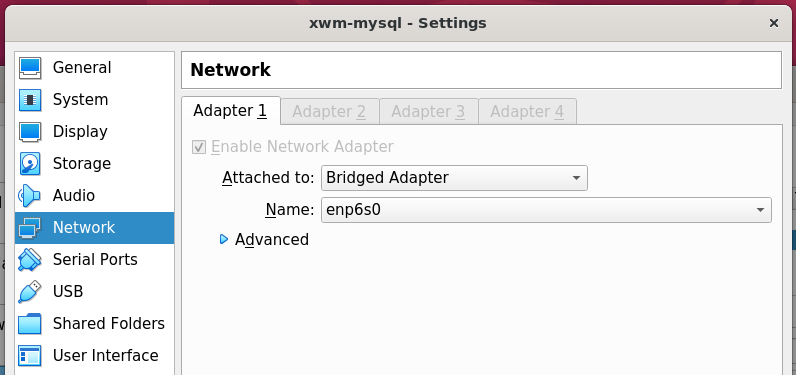 xwm-mysql - Settings
General
System
Display
Storage
Audio
Network
Serial Ports
USB
Shared Folders
User Interface
Network
Adapter 1 Adapter 2 Adapter 3 Adapter 4
Enable Network Adapter
Attached to: Bridged Adapter
Name: enp6s0
Advanced